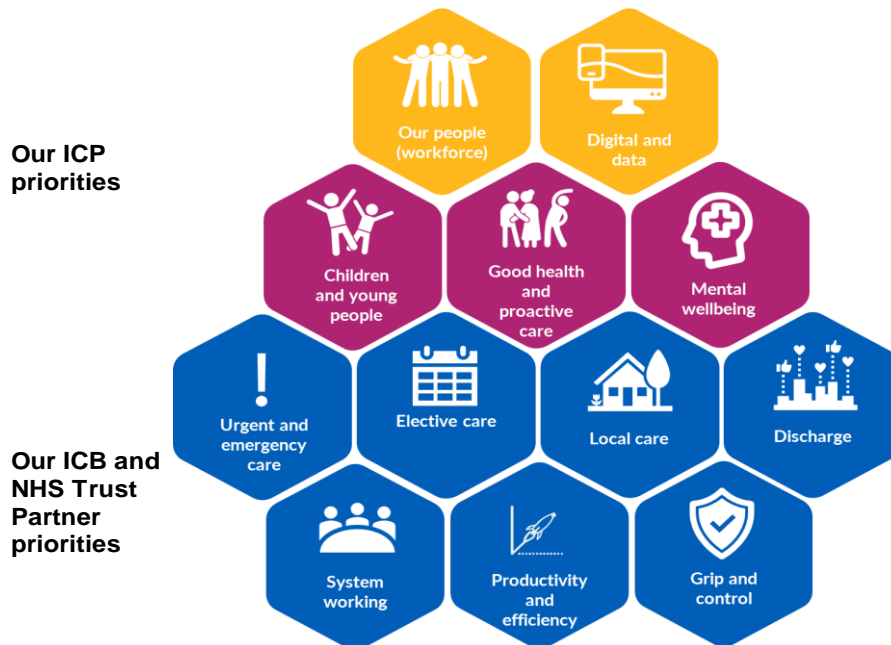 Our people
(workforce)
Digital and
data
Our ICP
priorities
Children
and young
people
Good health
and
proactive
care
Mental
wellbeing
Urgent and
emergency
care
Elective care
Local care
Discharge
Our ICB and
NHS Trust
Partner
priorities
System
working
Productivity
and
efficiency
Grip and
control